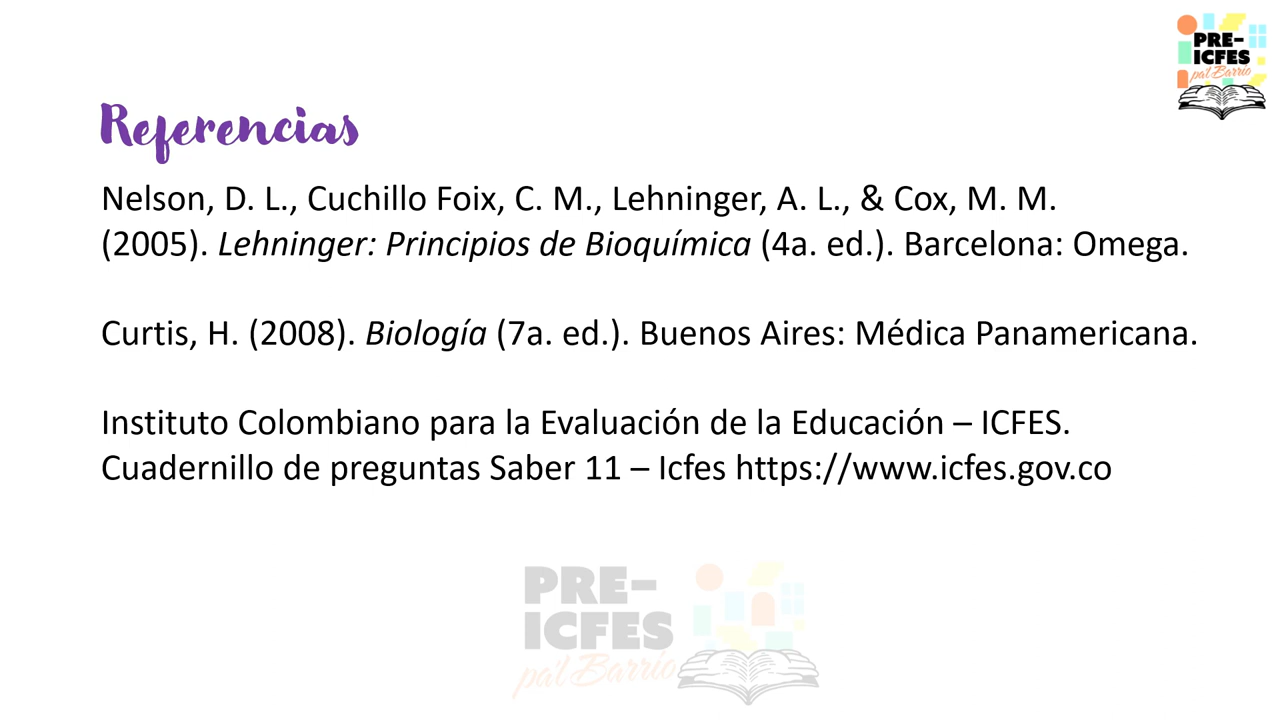 PRE-
ICFES
pa'l Barrio
Referencias
Nelson, D. L., Cuchillo Foix, C. M., Lehninger, A. L., & Cox, M. M.
(2005). Lehninger: Principios de Bioquímica (4a. ed.). Barcelona: Omega.
Curtis, H. (2008). Biología (7a. ed.). Buenos Aires: Médica Panamericana.
Instituto Colombiano para la Evaluación de la Educación – ICFES.
Cuadernillo de preguntas Saber 11 – Icfes https://www.icfes.gov.co
PRE-
ICFES
pa'l Barrio